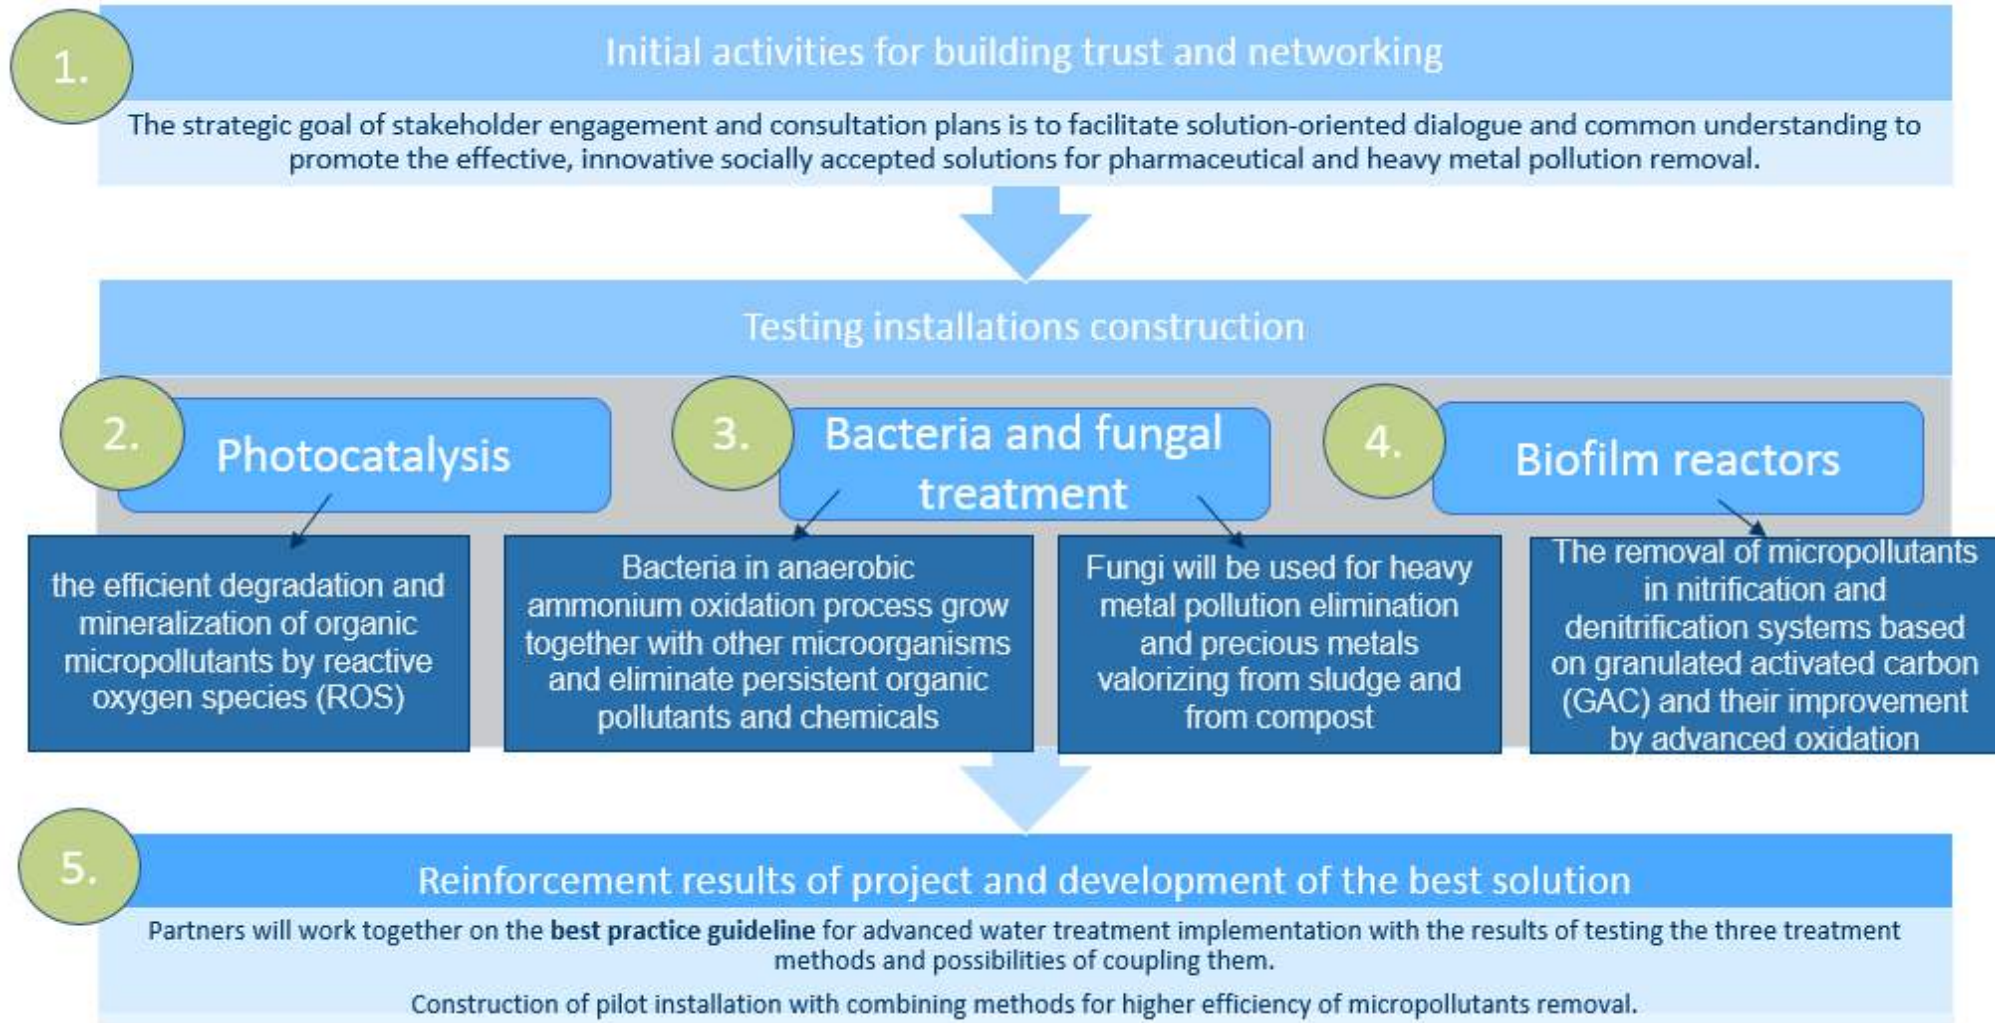 1.
Initial activities for building trust and networking
The strategic goal of stakeholder engagement and consultation plans is to facilitate solution-oriented dialogue and common understanding to
promote the effective, innovative socially accepted solutions for pharmaceutical and heavy metal pollution removal.
Testing installations construction
2.
Photocatalysis
the efficient degradation and
mineralization of organic
micropollutants by reactive
oxygen species (ROS)
3.
Bacteria and fungal
treatment
Bacteria in anaerobic
ammonium oxidation process grow
together with other microorganisms
and eliminate persistent organic
pollutants and chemicals
Fungi will be used for heavy
metal pollution elimination
and precious metals
valorizing from sludge and
from compost
4.
Biofilm reactors
The removal of micropollutants
in nitrification and
denitrification systems based
on granulated activated carbon
(GAC) and their improvement
by advanced oxidation
5.
Reinforcement results of project and development of the best solution
Partners will work together on the best practice guideline for advanced water treatment implementation with the results of testing the three treatment
methods and possibilities of coupling them.
Construction of pilot installation with combining methods for higher efficiency of micropollutants removal.